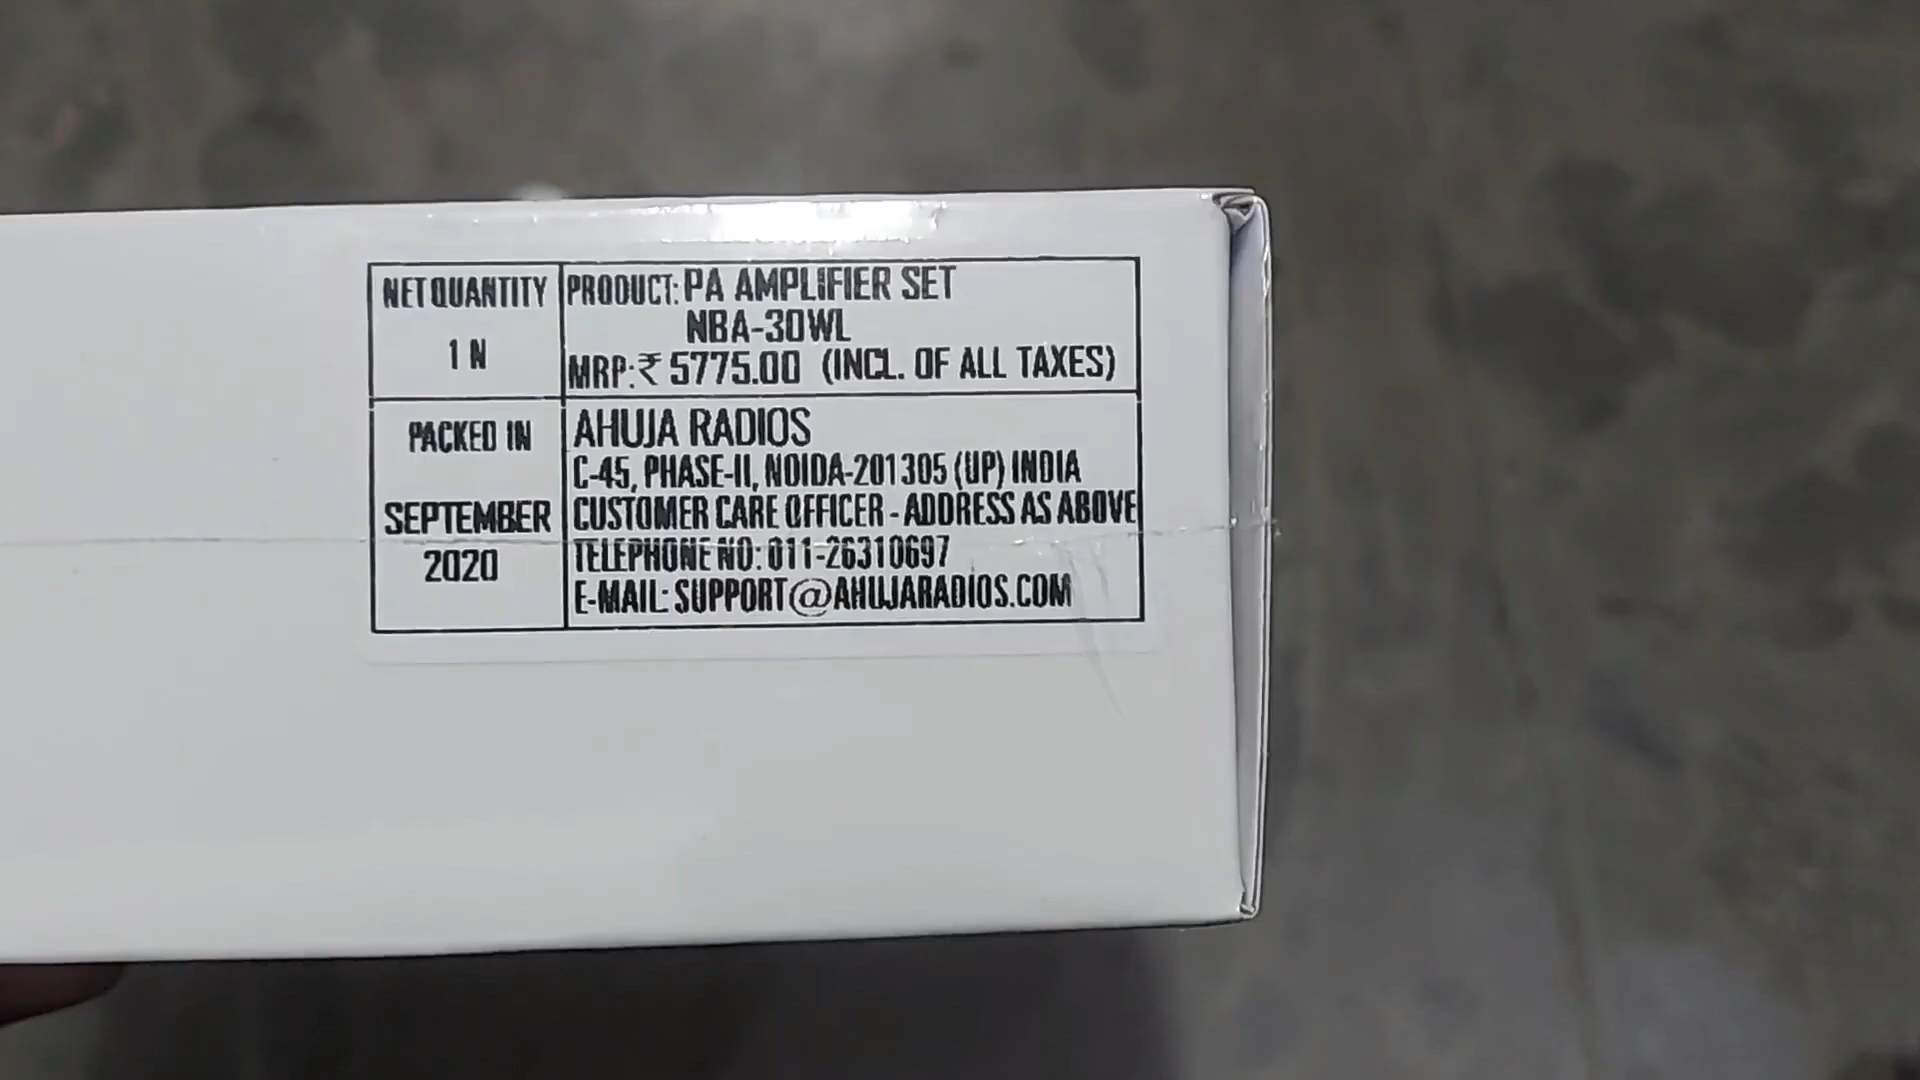 NET QUANTITY
1 N
PRODUCT: PA AMPLIFIER SET
NBA-30WL
MRP:₹ 5775.00 (INCL. OF ALL TAXES)
PACKED IN
SEPTEMBER
2020
AHUJA RADIOS
C-45, PHASE-II, NOIDA-201305 (UP) INDIA
CUSTOMER CARE OFFICER - ADDRESS AS ABOVE
TELEPHONE NO: 011-26310697
E-MAIL: SUPPORT@AHUJARADIOS.COM